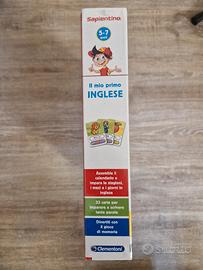 Sapientino
5-7
anni
Il mio primo
INGLESE
Assembla il
calendario e
impara le stagioni,
i mesi e i giorni in
inglese
33 carte per
imparare a scrivere
tante parole
Divertiti con
il gioco
di memoria
Clementoni
SUBITO